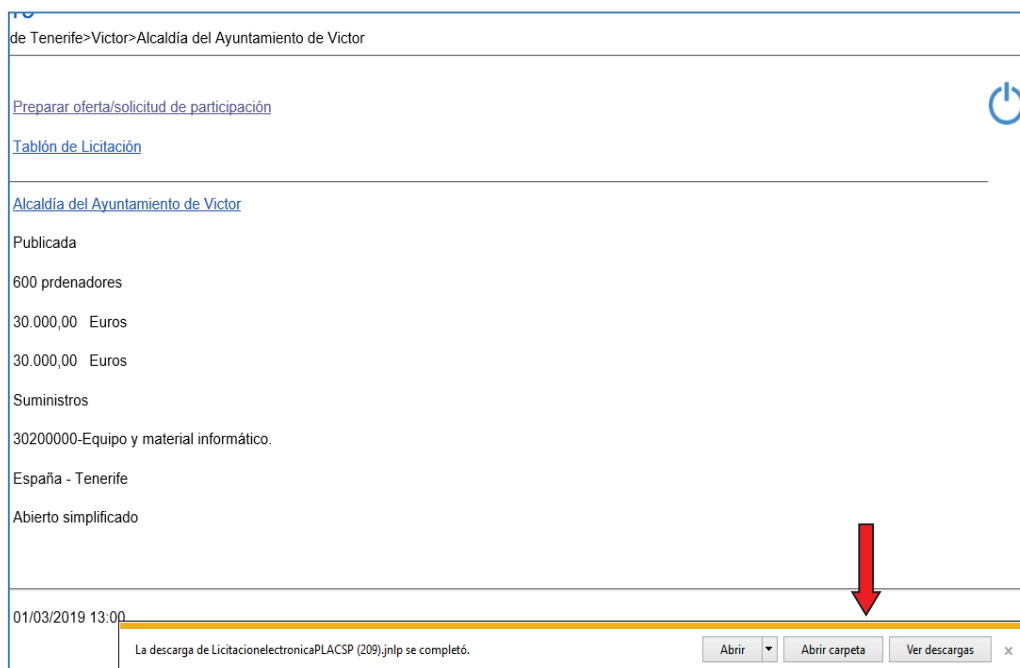 de Tenerife>Victor>Alcaldía del Ayuntamiento de Victor
Preparar oferta/solicitud de participación
Tablón de Licitación
Alcaldía del Ayuntamiento de Victor
Publicada
600 prdenadores
30.000,00 Euros
30.000,00 Euros
Suministros
30200000-Equipo y material informático.
España - Tenerife
Abierto simplificado
01/03/2019 13:00
La descarga de LicitacionelectronicaPLACSP (209).jnlp se completó. Abrir Abrir carpeta Ver descargas x